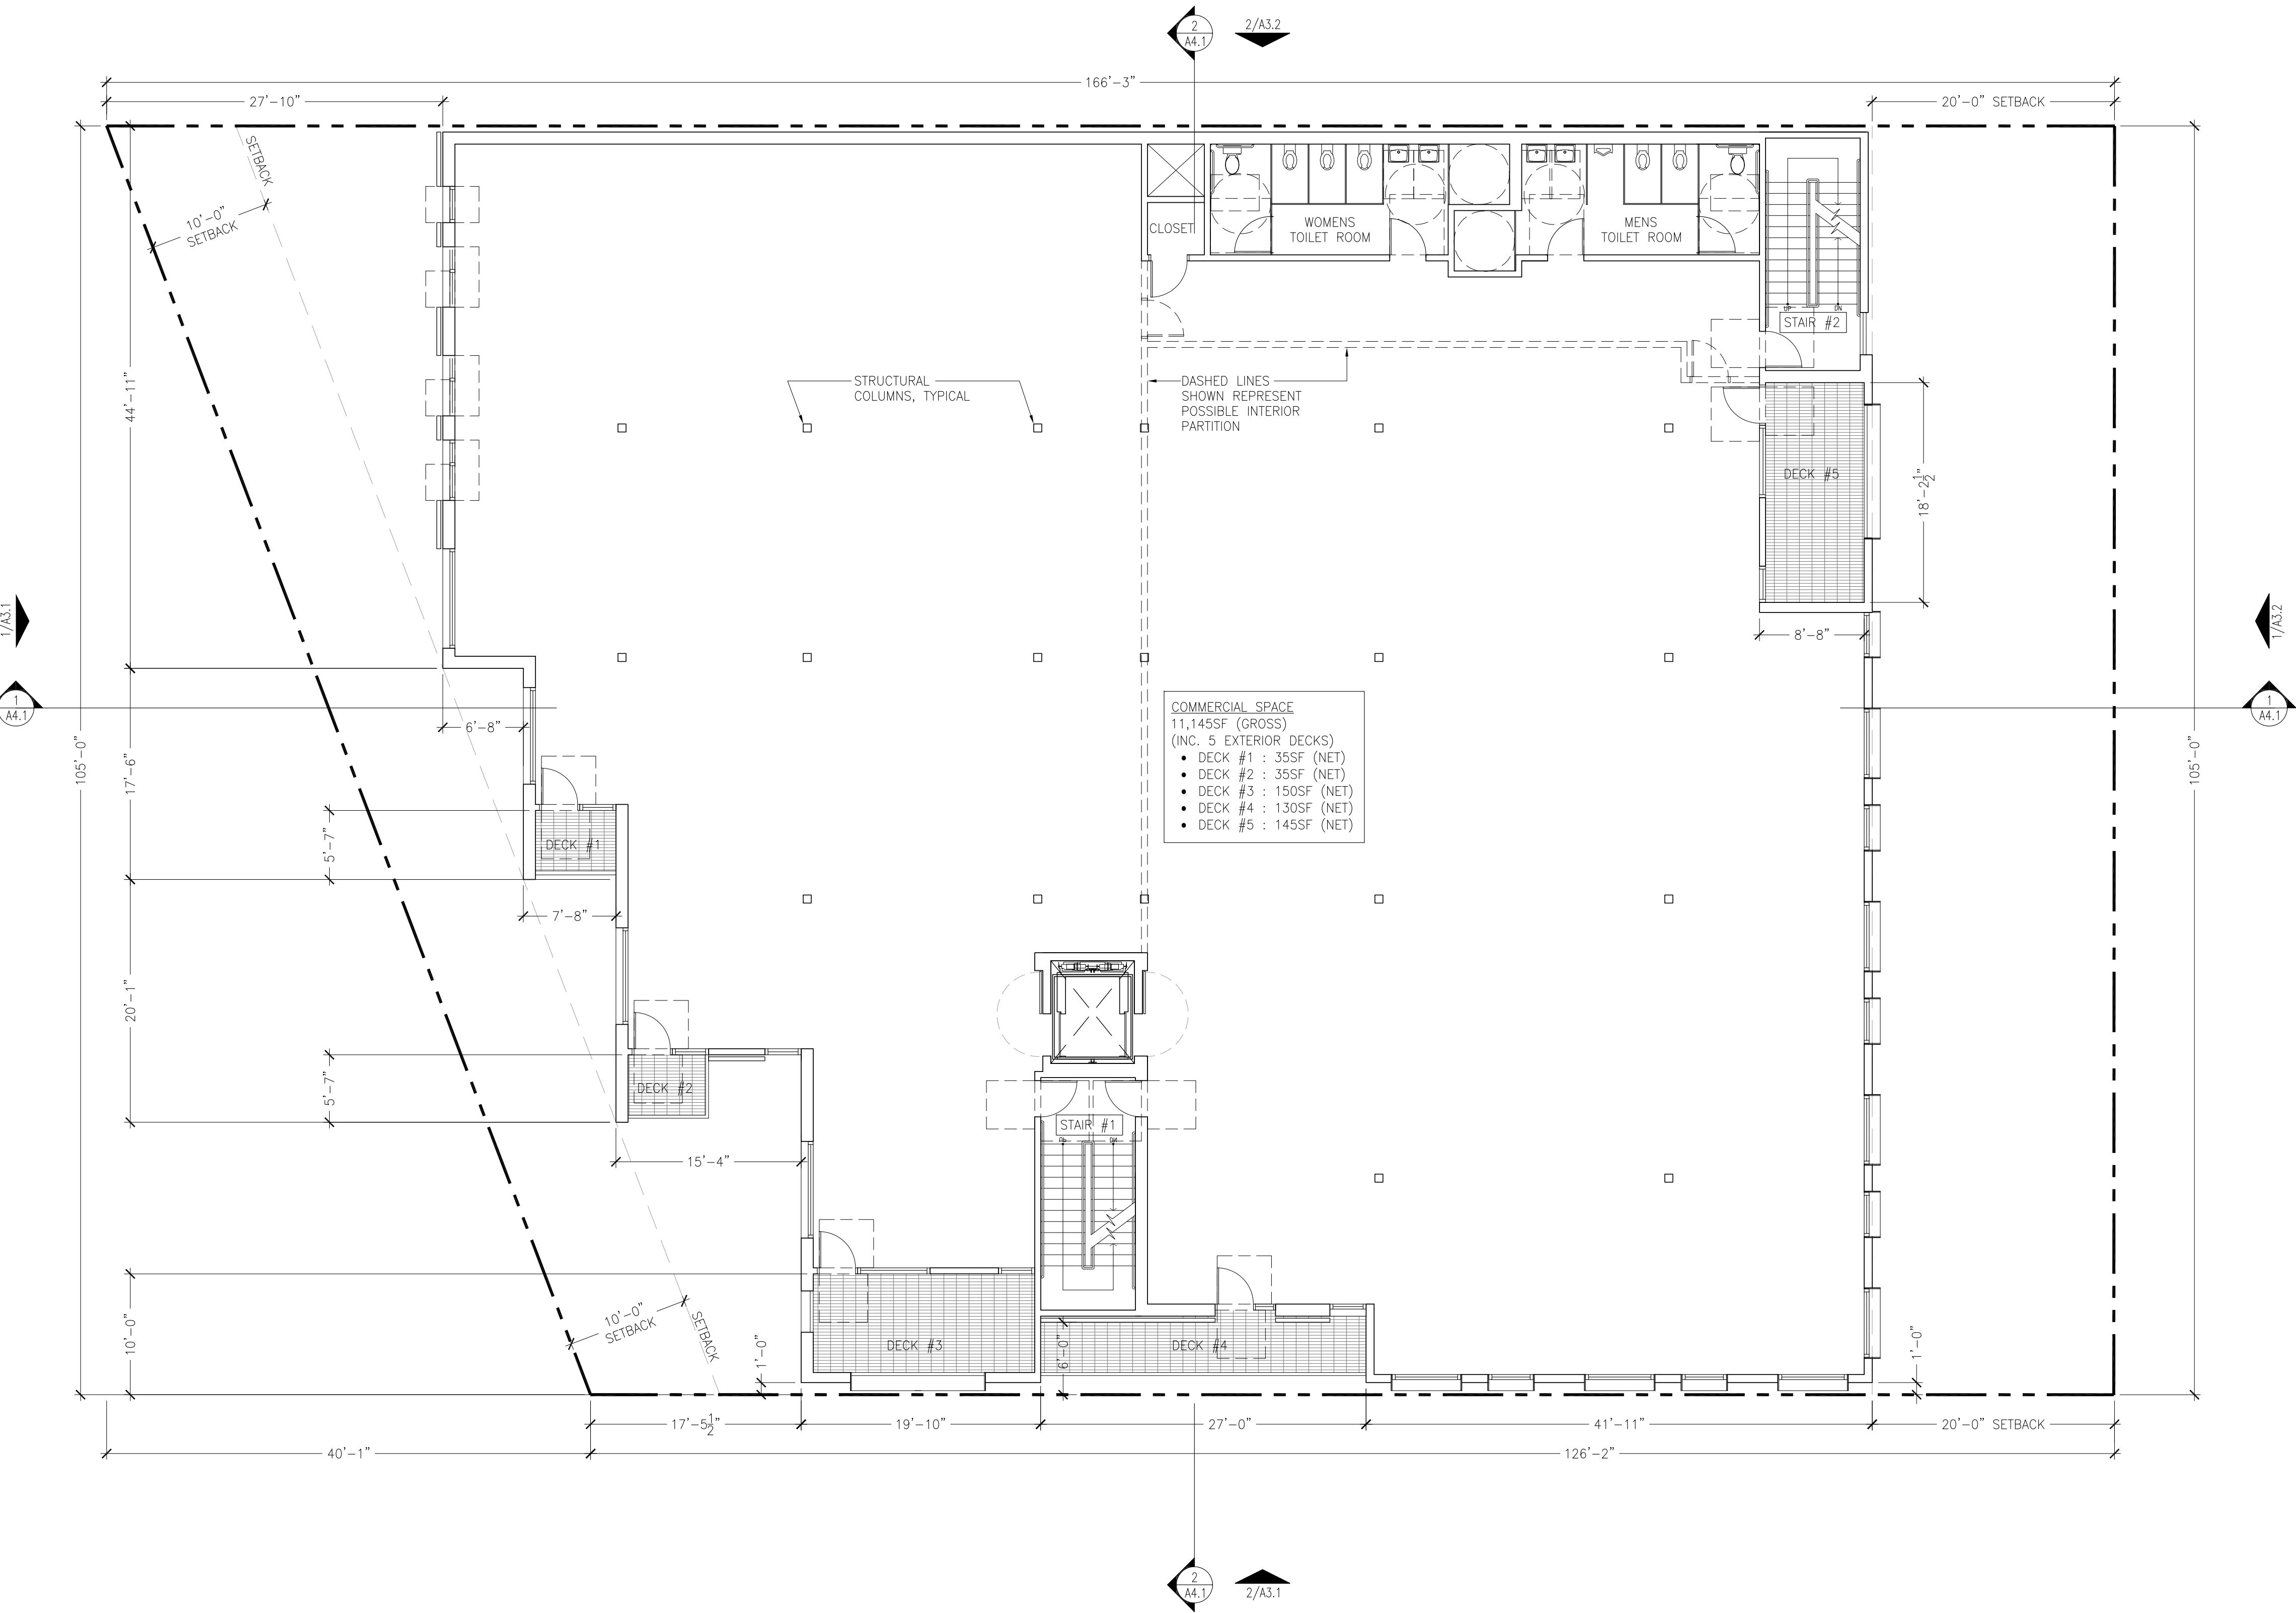 2
A4.1
2/A3.2
166'-3"
27'-10"
20'-0" SETBACK
SETBACK
10'-0"
SETBACK
CLOSET
WOMENS
TOILET ROOM
MENS
TOILET ROOM
UP
DN
STAIR #2
44'-11"
STRUCTURAL
COLUMNS, TYPICAL
DASHED LINES
SHOWN REPRESENT
POSSIBLE INTERIOR
PARTITION
DECK #5
18'-2 1/2"
8'-8"
1/A3.1
1/A3.2
1
A4.1
1
A4.1
6'-8"
105'-0"
105'-0"
17'-6"
COMMERCIAL SPACE
11,145SF (GROSS)
(INC. 5 EXTERIOR DECKS)
• DECK #1 : 35SF (NET)
• DECK #2 : 35SF (NET)
• DECK #3 : 150SF (NET)
• DECK #4 : 130SF (NET)
• DECK #5 : 145SF (NET)
5'-7"
DECK #1
7'-8"
20'-1"
5'-7"
DECK #2
STAIR #1
UP
DN
15'-4"
10'-0"
10'-0"
SETBACK
SETBACK
1'-0"
DECK #3
6'-0"
DECK #4
1'-0"
17'-5 1/2"
19'-10"
27'-0"
41'-11"
20'-0" SETBACK
40'-1"
126'-2"
2
A4.1
2/A3.1